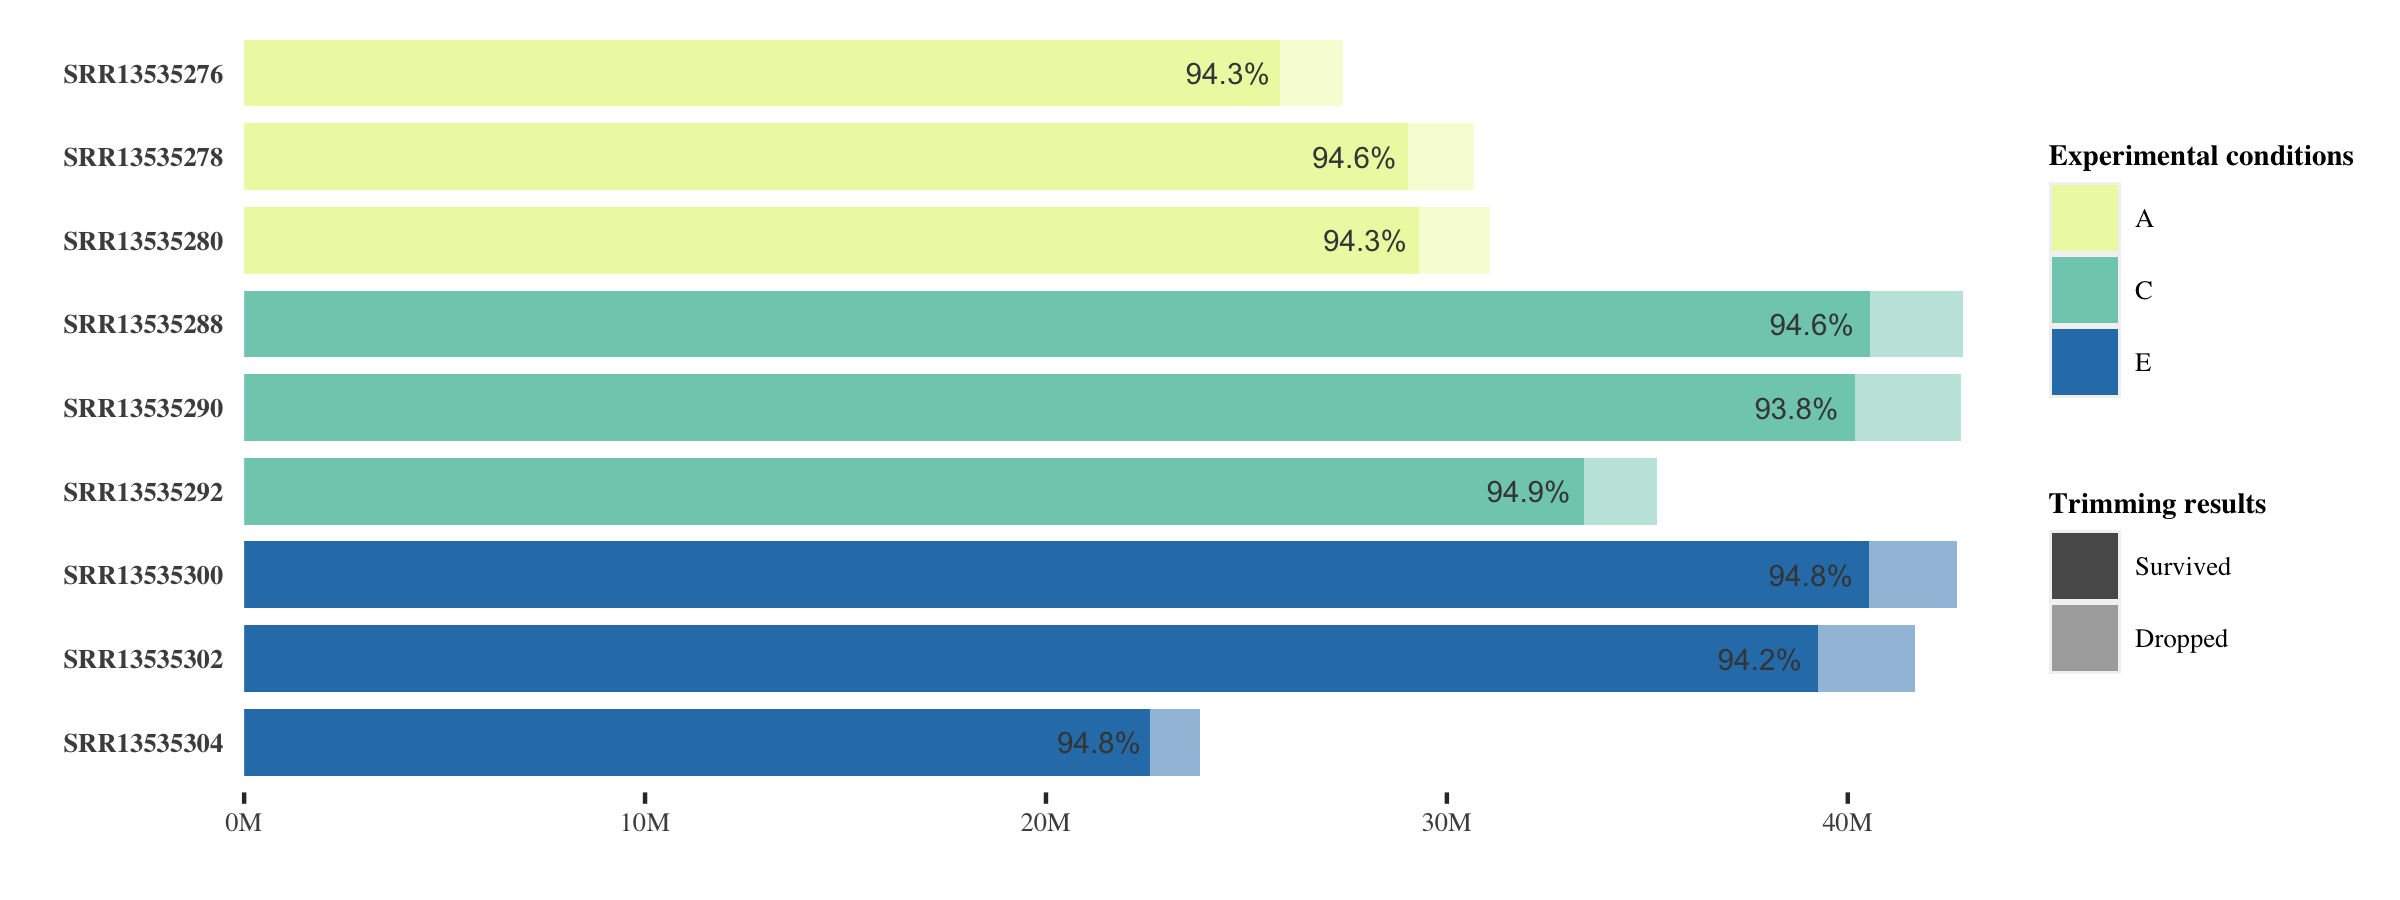 SRR13535276
94.3%
SRR13535278
94.6%
SRR13535280
94.3%
SRR13535288
94.6%
SRR13535290
93.8%
SRR13535292
94.9%
SRR13535300
94.8%
SRR13535302
94.2%
SRR13535304
94.8%
0M 10M 20M 30M 40M
Experimental conditions
A
C
E
Trimming results
Survived
Dropped